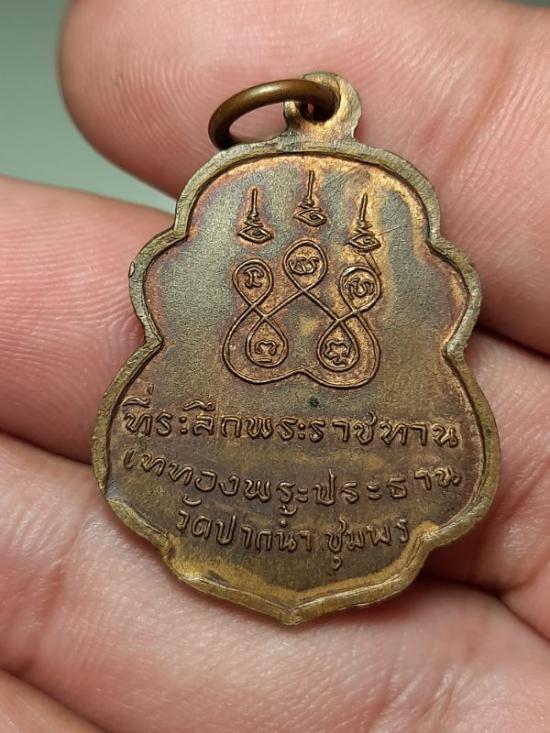 ที่ระลึกพระราชทาน
เททองพระประธาน
วัดปากน้ำ ชุมพร